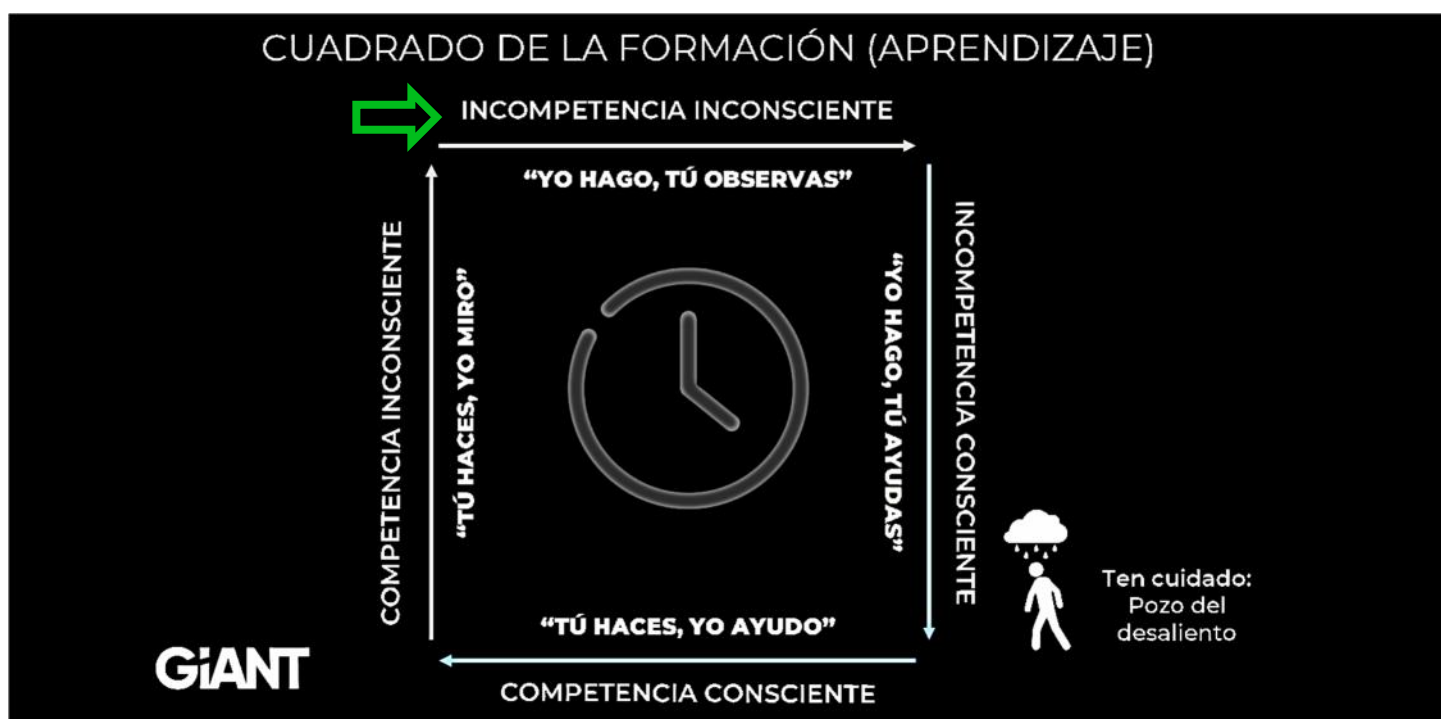 CUADRADO DE LA FORMACIÓN (APRENDIZAJE)
INCOMPETENCIA INCONSCIENTE
“YO HAGO, TÚ OBSERVAS”
INCOMPETENCIA CONSCIENTE
“YO HAGO, TÚ AYUDAS”
COMPETENCIA INCONSCIENTE
“TÚ HACES, YO MIRO”
“TÚ HACES, YO AYUDO”
COMPETENCIA CONSCIENTE
Ten cuidado:
Pozo del
desaliento
GiANT